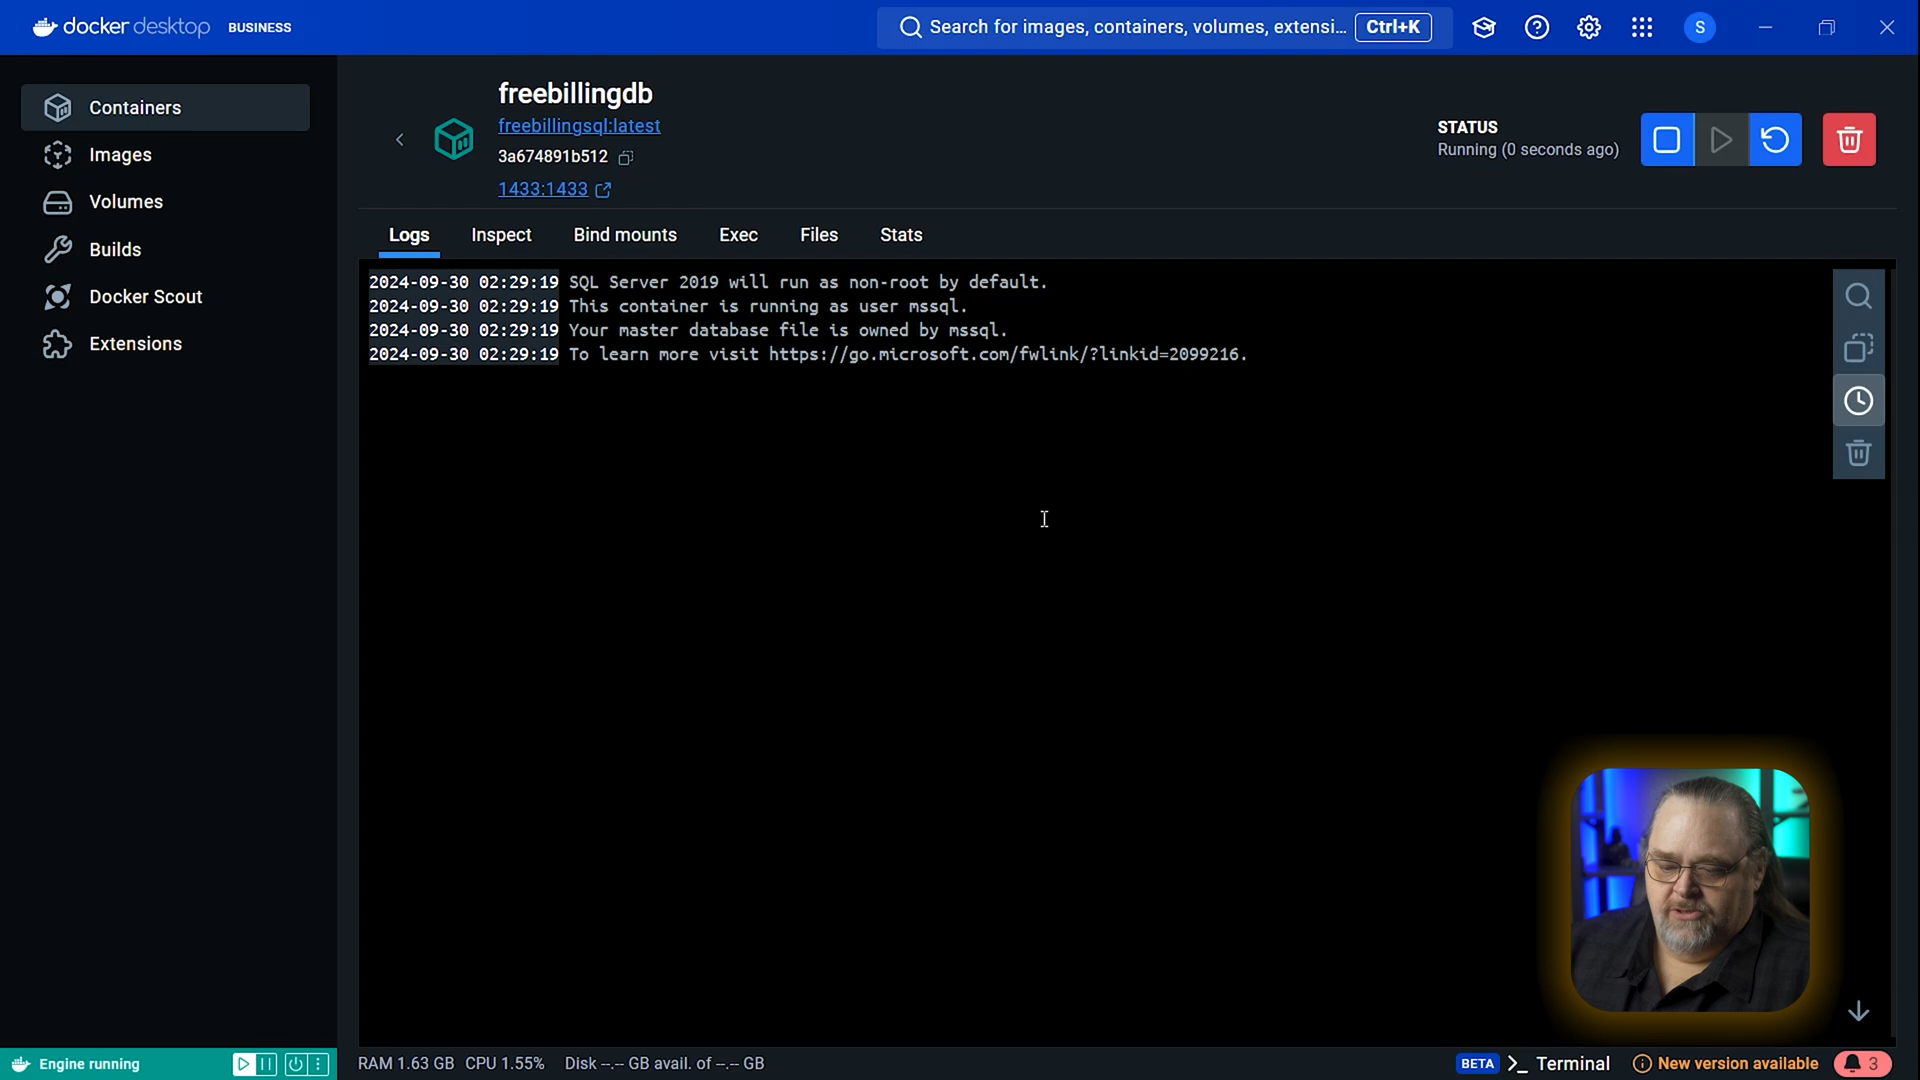 docker desktop BUSINESS
Search for images, containers, volumes, extensi... Ctrl+K
S
Containers
Images
Volumes
Builds
Docker Scout
Extensions
freebillingdb
freebillingsql:latest
3a674891b512
1433:1433
STATUS
Running (0 seconds ago)
Logs Inspect Bind mounts Exec Files Stats
2024-09-30 02:29:19 SQL Server 2019 will run as non-root by default.
2024-09-30 02:29:19 This container is running as user mssql.
2024-09-30 02:29:19 Your master database file is owned by mssql.
2024-09-30 02:29:19 To learn more visit https://go.microsoft.com/fwlink/?linkid=2099216.
Engine running
RAM 1.63 GB CPU 1.55% Disk --.-- GB avail. of --.-- GB
BETA >_ Terminal
New version available
3